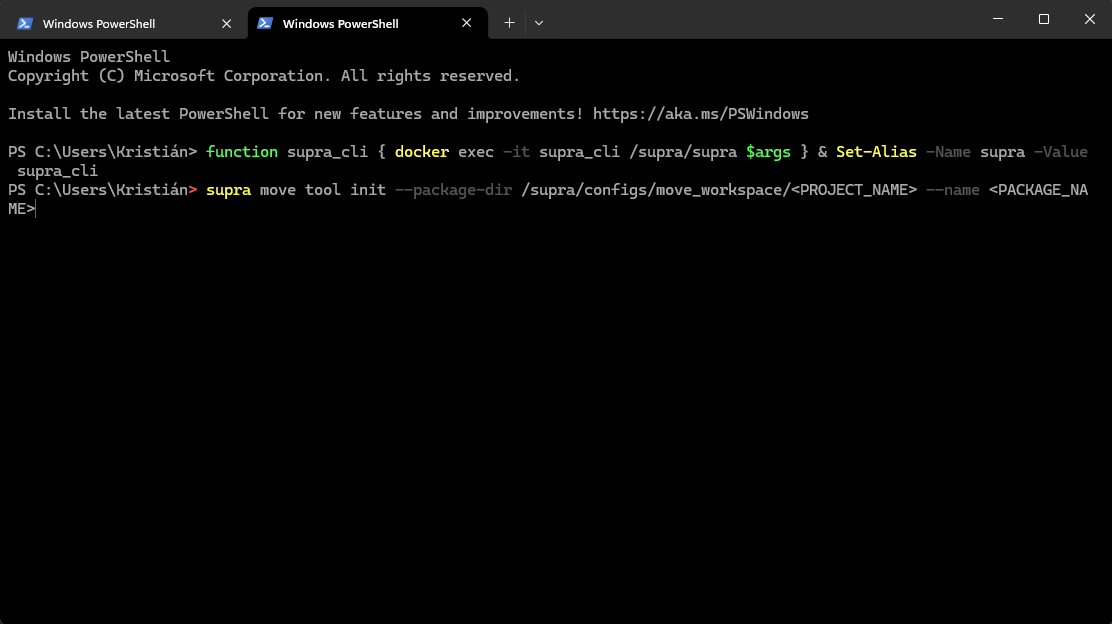 Windows PowerShell
Windows PowerShell
Windows PowerShell
Copyright (C) Microsoft Corporation. All rights reserved.
Install the latest PowerShell for new features and improvements! https://aka.ms/PSWindows
PS C:\Users\Kristián> function supra_cli { docker exec -it supra_cli /supra/supra $args } & Set-Alias -Name supra -Value
supra_cli
PS C:\Users\Kristián> supra move tool init --package-dir /supra/configs/move_workspace/<PROJECT_NAME> --name <PACKAGE_NA
ME>